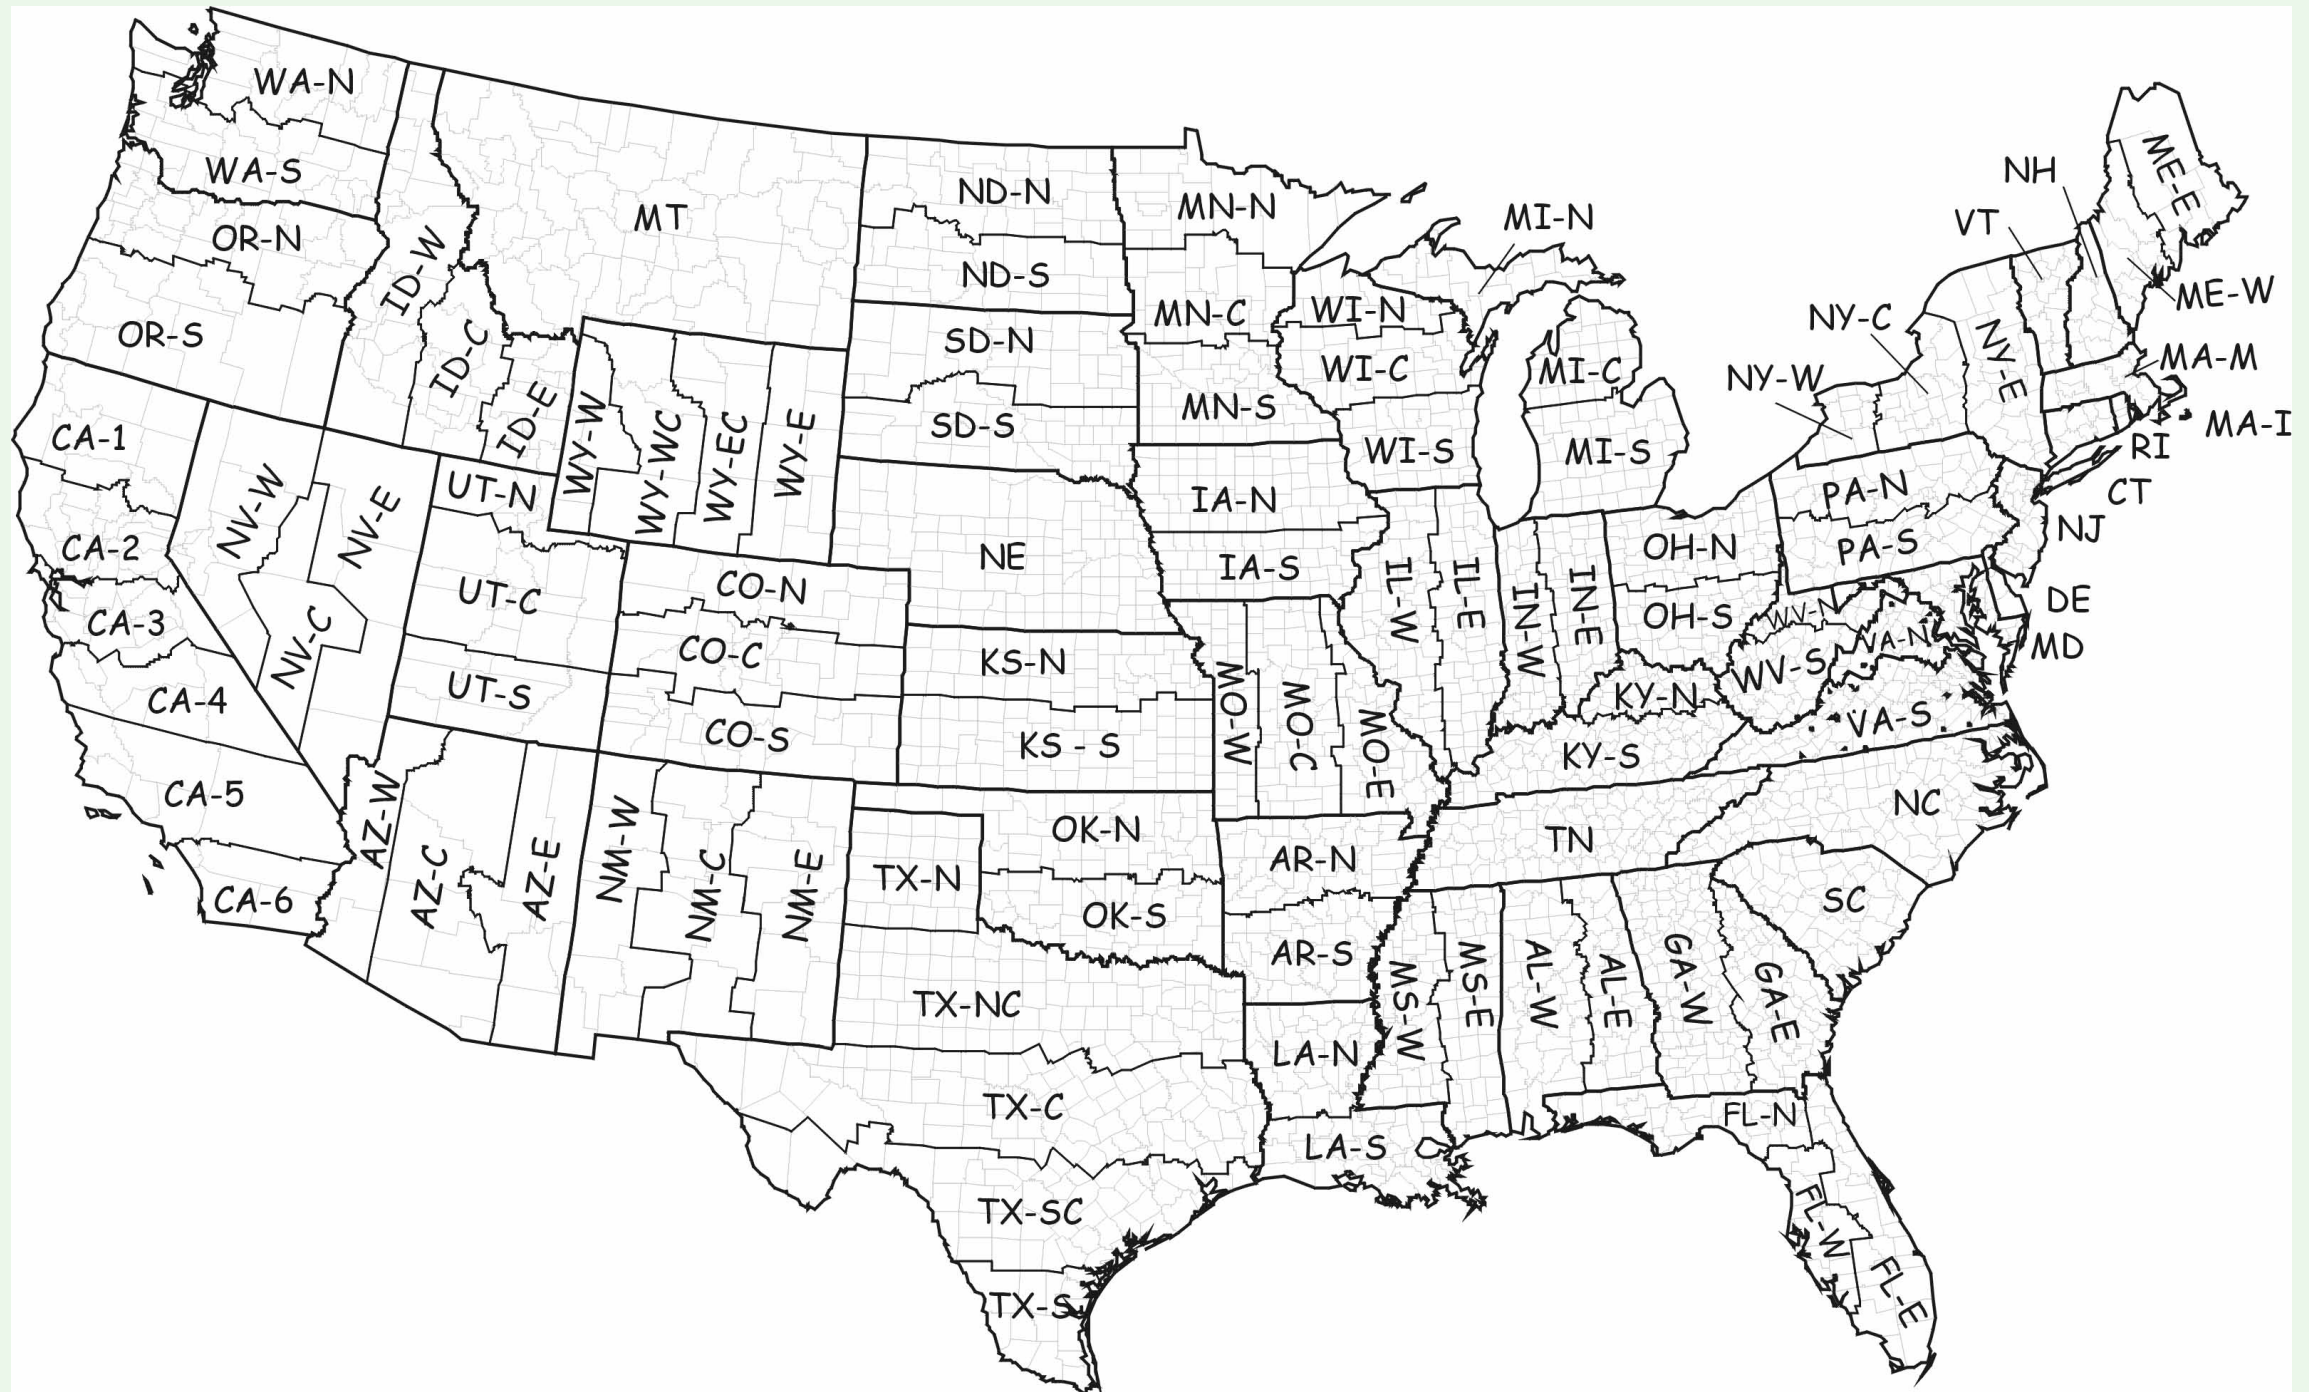 WA-N
WA-S
OR-N
OR-S
ID-W
ID-C
ID-E
MT
ND-N
ND-S
SD-N
SD-S
MN-N
MN-C
MN-S
WI-N
WI-C
WI-S
MI-N
MI-C
MI-S
NH
VT
ME-E
ME-W
NY-C
NY-W
NY-E
MA-M
MA-I
RI
CT
NJ
DE
MD
CA-1
CA-2
CA-3
CA-4
CA-5
CA-6
NV-W
NV-E
NV-C
UT-N
UT-C
UT-S
WY-W
WY-WC
WY-EC
WY-E
CO-N
CO-C
CO-S
NE
KS-N
KS - S
IA-N
IA-S
MO-W
MO-C
MO-E
IL-W
IL-E
IN-W
IN-E
OH-N
OH-S
PA-N
PA-S
WV-N
WV-S
VA-N
VA-S
KY-N
KY-S
TN
NC
SC
AZ-W
AZ-C
AZ-E
NM-W
NM-C
NM-E
OK-N
OK-S
TX-N
TX-NC
TX-C
TX-SC
TX-S
AR-N
AR-S
LA-N
LA-S
MS-W
MS-E
AL-W
AL-E
GA-W
GA-E
FL-N
FL-W
FL-E